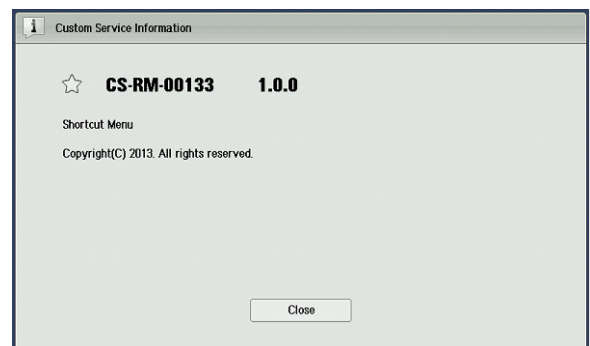 Custom Service Information
CS-RM-00133 1.0.0
Shortcut Menu
Copyright(C) 2013. All rights reserved.
Close